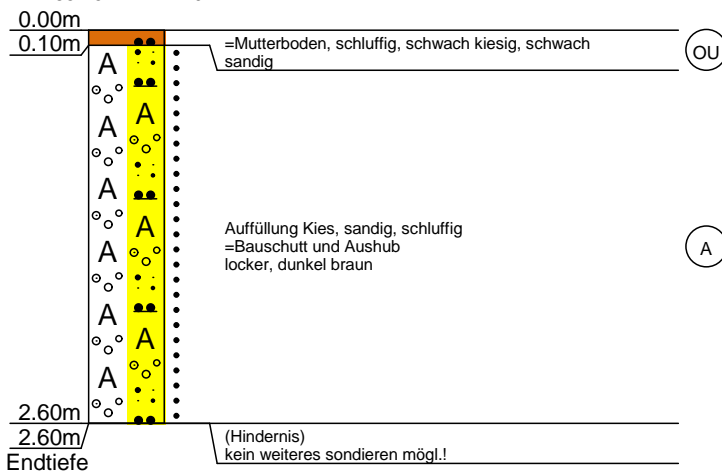 0.00m
0.10m
=Mutterboden, schluffig, schwach kiesig, schwach
sandig
OU
A
A
A
A
A
A
A
A
A
Auffüllung Kies, sandig, schluffig
=Bauschutt und Aushub
locker, dunkel braun
A
2.60m
2.60m
Endtiefe
(Hindernis)
kein weiteres sondieren mögl.!